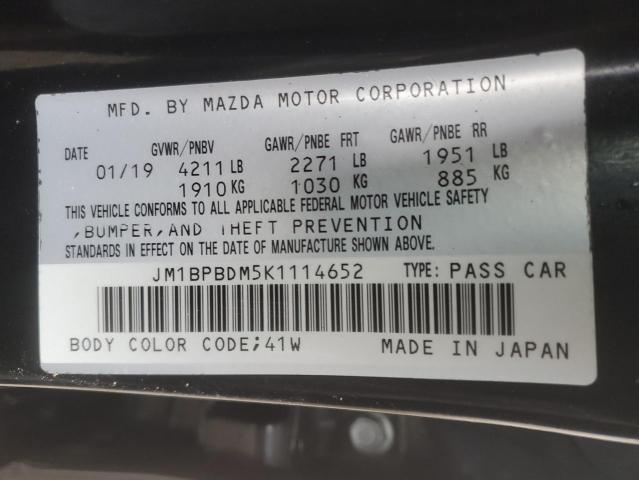 MFD. BY MAZDA MOTOR CORPORATION
DATE GVWR/PNBV GAWR/PNBE FRT GAWR/PNBE RR
01/19 4211 LB 2271 LB 1951 LB
1910 KG 1030 KG 885 KG
THIS VEHICLE CONFORMS TO ALL APPLICABLE FEDERAL MOTOR VEHICLE SAFETY
,BUMPER,AND THEFT PREVENTION
STANDARDS IN EFFECT ON THE DATE OF MANUFACTURE SHOWN ABOVE.
JM1BPBDM5K1114652 TYPE: PASS CAR
BODY COLOR CODE;41W MADE IN JAPAN